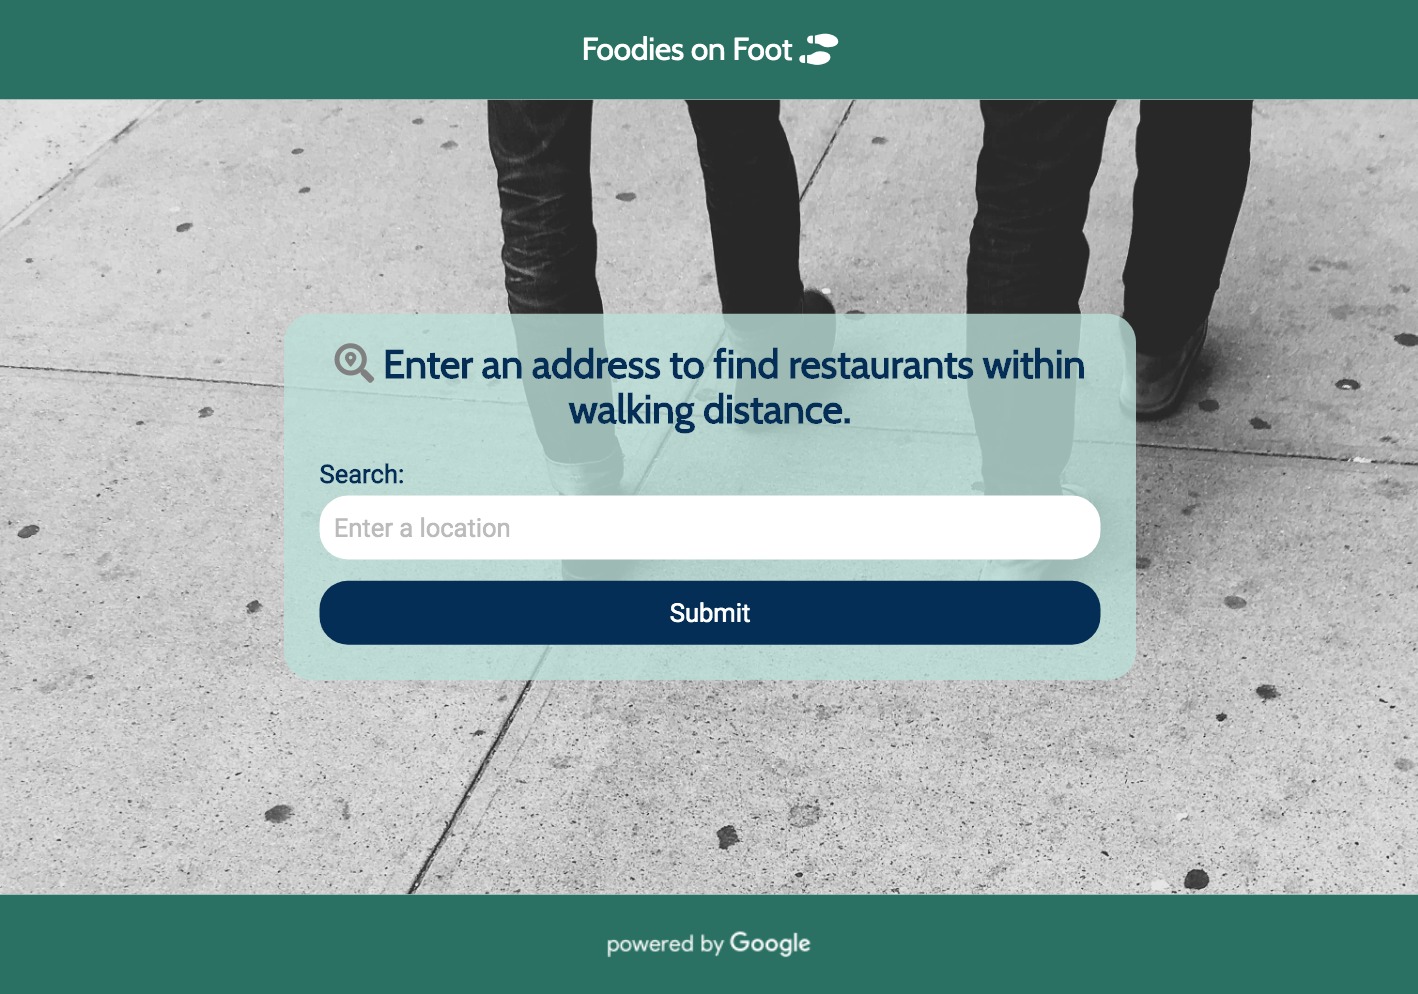 Foodies on Foot
Enter an address to find restaurants within
walking distance.
Search:
Enter a location
Submit
powered by Google